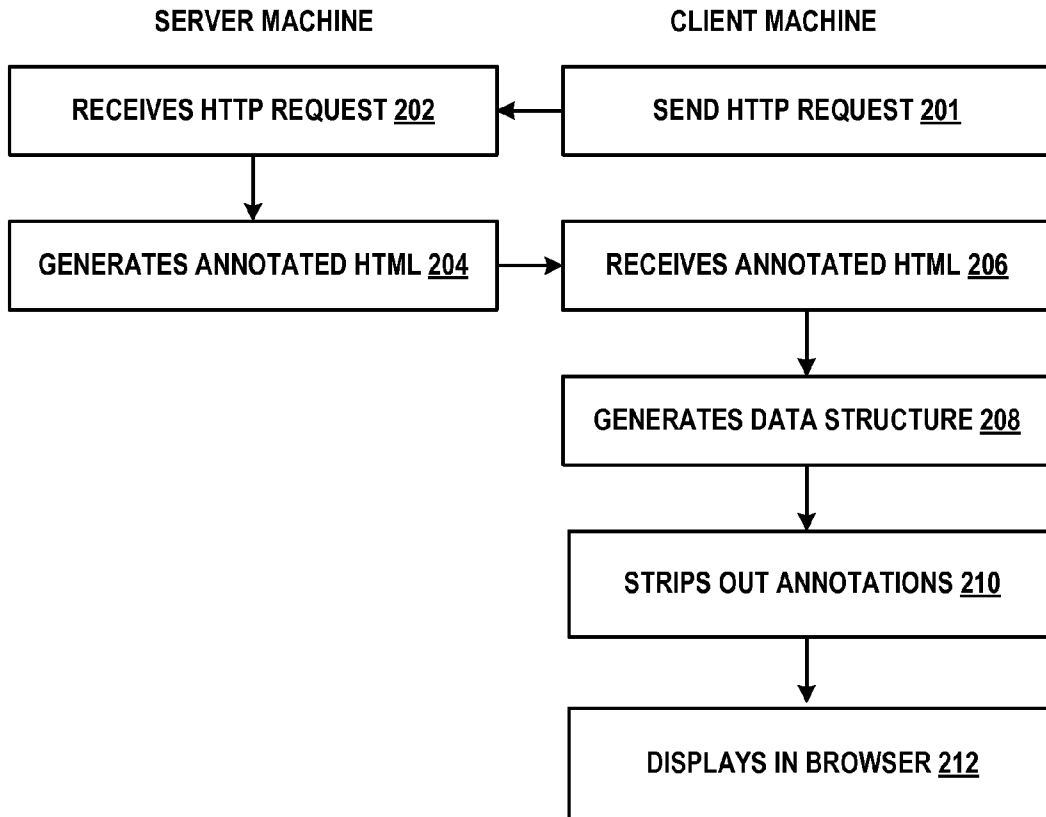 SERVER MACHINE
CLIENT MACHINE
RECEIVES HTTP REQUEST 202
SEND HTTP REQUEST 201
GENERATES ANNOTATED HTML 204
RECEIVES ANNOTATED HTML 206
GENERATES DATA STRUCTURE 208
STRIPS OUT ANNOTATIONS 210
DISPLAYS IN BROWSER 212